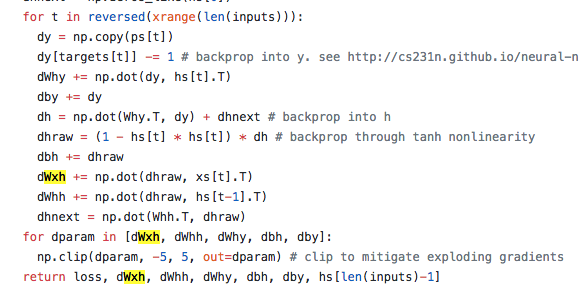 for t in reversed(xrange(len(inputs))):
dy = np.copy(ps[t])
dy[targets[t]] -= 1 # backprop into y. see http://cs231n.github.io/neural-n
dWhy += np.dot(dy, hs[t].T)
dby += dy
dh = np.dot(Why.T, dy) + dhnext # backprop into h
dhraw = (1 - hs[t] * hs[t]) * dh # backprop through tanh nonlinearity
dbh += dhraw
dWxh += np.dot(dhraw, xs[t].T)
dWhh += np.dot(dhraw, hs[t-1].T)
dhnext = np.dot(Whh.T, dhraw)
for dparam in [dWxh, dWhh, dWhy, dbh, dby]:
np.clip(dparam, -5, 5, out=dparam) # clip to mitigate exploding gradients
return loss, dWxh, dWhh, dWhy, dbh, dby, hs[len(inputs)-1]